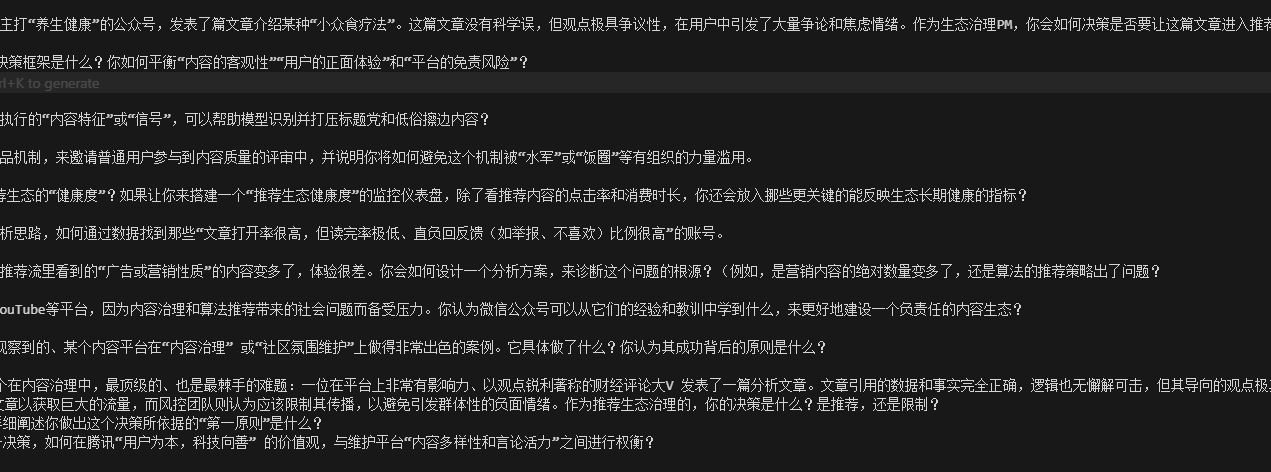 主打“养生健康”的公众号，发表了篇文章介绍某种“小众食疗法”。这篇文章没有科学误，但观点极具争议性，在用户中引发了大量争论和焦虑情绪。作为生态治理PM，你会如何决策是否要让这篇文章进入推荐
决策框架是什么？你如何平衡“内容的客观性”“用户的正面体验”和“平台的免责风险”？
rl+K to generate
执行的“内容特征”或“信号”，可以帮助模型识别并打压标题党和低俗擦边内容？
品机制，来邀请普通用户参与到内容质量的评审中，并说明你将如何避免这个机制被“水军”或“饭圈”等有组织的力量滥用。
荐生态的“健康度”？如果让你来搭建一个“推荐生态健康度”的监控仪表盘，除了看推荐内容的点击率和消费时长，你还会放入挪些更关键的能反映生态长期健康的指标？
析思路，如何通过数据找到那些“文章打开率很高，但读完率极低、直负回反馈（如举报、不喜欢）比例很高”的账号。
推荐流里看到的“广告或营销性质”的内容变多了，体验很差。你会如何设计一个分析方案，来诊断这个问题的根源？（例如，是营销内容的绝对数量变多了，还是算法的推荐策略出了问题？
ouTube等平台，因为内容治理和算法推荐带来的社会问题而备受压力。你认为微信公众号可以从它们的经验和教训中学到什么，来更好地建设一个负责任的内容生态？
观察到的、某个内容平台在“内容治理” 或“社区氛围维护”上做得非常出色的案例。它具体做了什么？你认为其成功背后的原则是什么？
个在内容治理中，最顶级的、也是最棘手的难题：一位在平台上非常有影响力、以观点锐利著称的财经评论大V 发表了一篇分析文章。文章引用的数据和事实完全正确，逻辑也无懈解可击，但其导向的观点极
文章以获取巨大的流量，而风控团队则认为应该限制其传播，以避免引发群体性的负面情绪。作为推荐生态治理的，你的决策是什么？是推荐，还是限制？
详细阐述你做出这个决策所依据的“第一原则”是什么？
决策，如何在腾讯“用户为本，科技向善” 的价值观，与维护平台“内容多样性和言论活力”之间进行权衡？